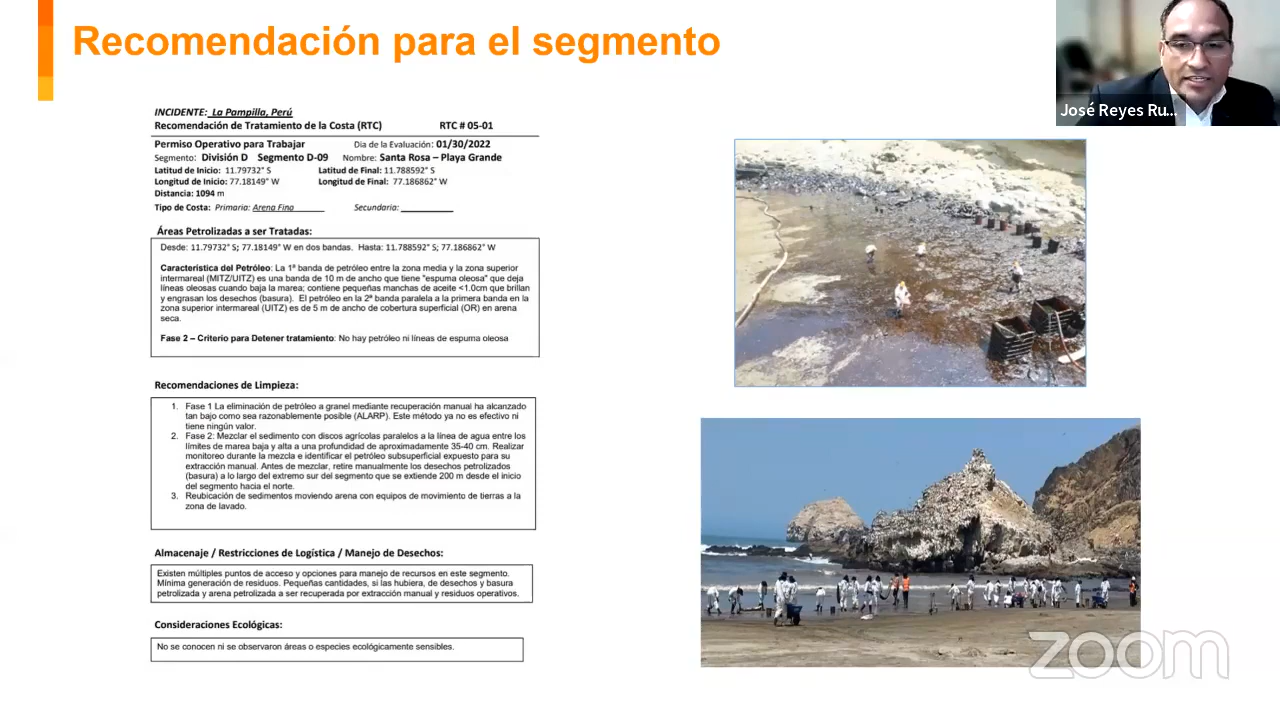 Recomendación para el segmento
José Reyes Ru...
INCIDENTE: La Pampilla, Perú
Recomendación de Tratamiento de la Costa (RTC) RTC # 05-01
Permiso Operativo para Trabajar Dia de la Evaluación: 01/30/2022
Segmento: División D Segmento D-09 Nombre: Santa Rosa – Playa Grande
Latitud de Inicio: 11.79732° S Latitud de Final: 11.788592° S
Longitud de Inicio: 77.18149° W Longitud de Final: 77.186862° W
Distancia: 1094 m
Tipo de Costa: Primaria: Arena Fina Secundaria:
Áreas Petrolizadas a ser Tratadas:
Desde: 11.79732° S; 77.18149° W en dos bandas. Hasta: 11.788592° S; 77.186862° W
Característica del Petróleo: La 1ª banda de petróleo entre la zona media y la zona superior
intermareal (MITZ/UITZ) es una banda de 10 m de ancho que tiene "espuma oleosa" que deja
líneas oleosas cuando baja la marea; contiene pequeñas manchas de aceite <1.0cm que brillan
y engrasan los desechos (basura). El petróleo en la 2ª banda paralela a la primera banda en la
zona superior intermareal (UITZ) es de 5 m de ancho de cobertura superficial (OR) en arena
seca.
Fase 2 – Criterio para Detener tratamiento: No hay petróleo ni líneas de espuma oleosa
Recomendaciones de Limpieza:
1. Fase 1 La eliminación de petróleo a granel mediante recuperación manual ha alcanzado
tan bajo como sea razonablemente posible (ALARP). Este método ya no es efectivo ni
tiene ningún valor.
2. Fase 2: Mezclar el sedimento con discos agrícolas paralelos a la línea de agua entre los
límites de marea baja y alta a una profundidad de aproximadamente 35-40 cm. Realizar
monitoreo durante la mezcla e identificar el petróleo subsuperficial expuesto para su
extracción manual. Antes de mezclar, retire manualmente los desechos petrolizados
(basura) a lo largo del extremo sur del segmento que se extiende 200 m desde el inicio
del segmento hacia el norte.
3. Reubicación de sedimentos moviendo arena con equipos de movimiento de tierras a la
zona de lavado.
Almacenaje / Restricciones de Logística / Manejo de Desechos:
Existen múltiples puntos de acceso y opciones para manejo de recursos en este segmento.
Mínima generación de residuos. Pequeñas cantidades, si las hubiera, de desechos y basura
petrolizada y arena petrolizada a ser recuperada por extracción manual y residuos operativos.
Consideraciones Ecológicas:
No se conocen ni se observaron áreas o especies ecológicamente sensibles.
zoom